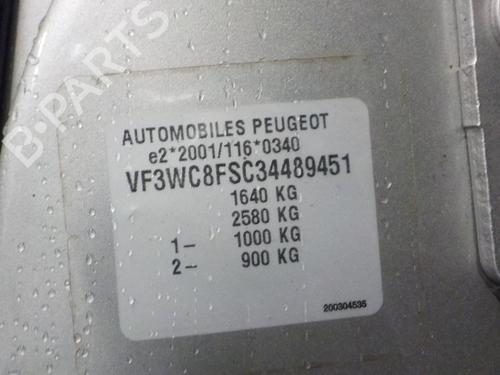 B-PARTS
AUTOMOBILES PEUGEOT
e2*2001/116*0340
VF3WC8FSC34489451
1640 KG
2580 KG
1- 1000 KG
2- 900 KG
200304535